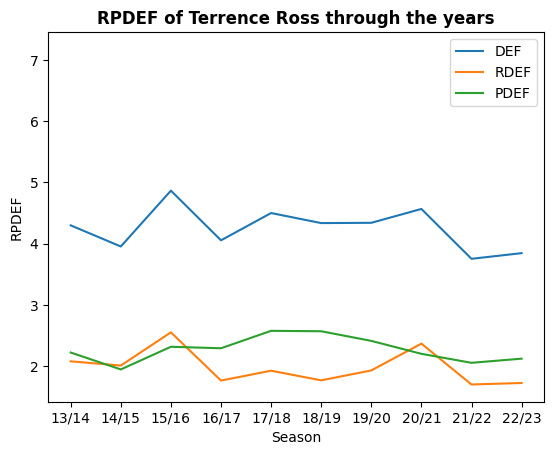 RPDEF of Terrence Ross through the years
DEF
RDEF
PDEF
7
6
5
4
3
2
RPDEF
13/14 14/15 15/16 16/17 17/18 18/19 19/20 20/21 21/22 22/23
Season